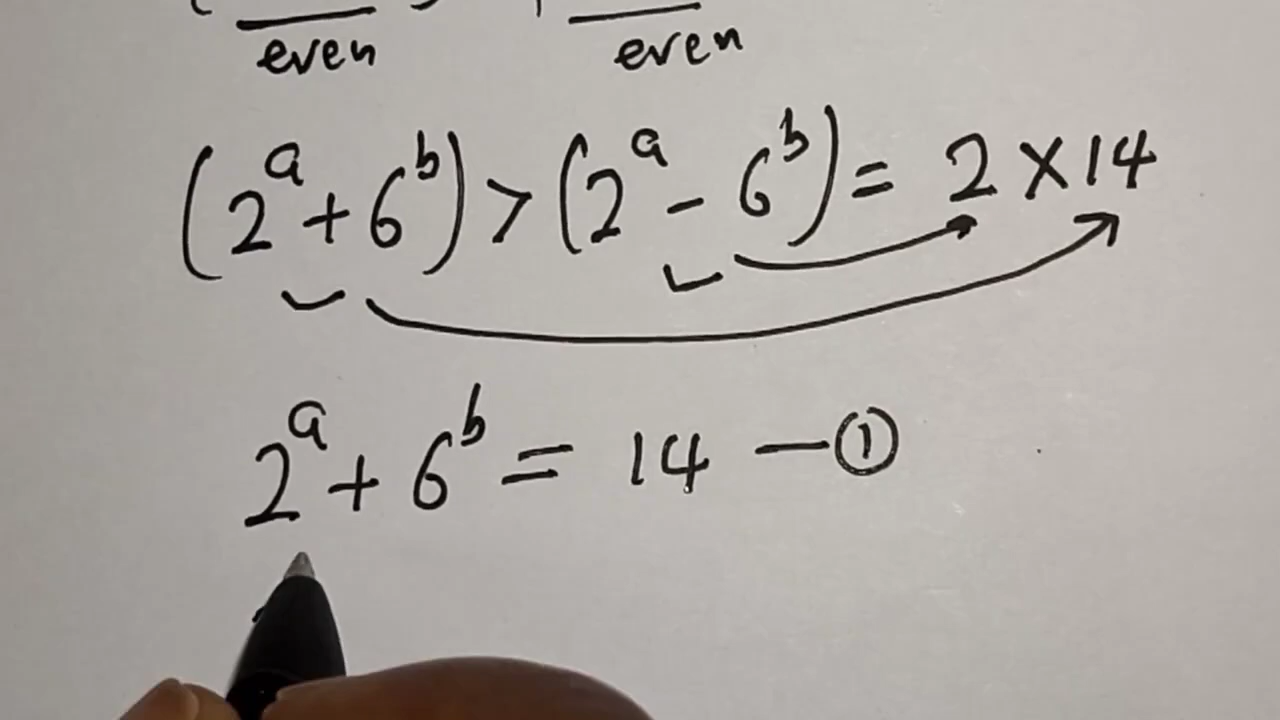 even even
(2^a + 6^b) > (2^a - 6^b) = 2 × 14
2^a + 6^b = 14 — ①